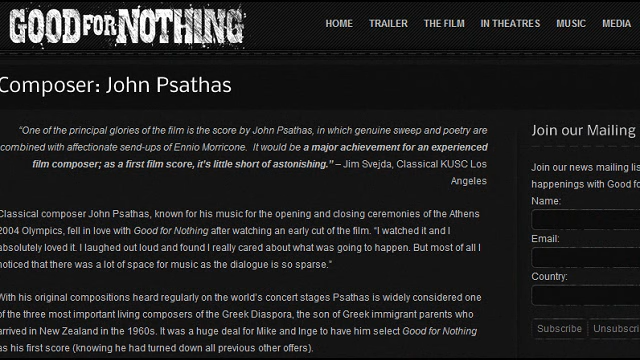 GOOD FOR NOTHING
HOME TRAILER THE FILM IN THEATRES MUSIC MEDIA
Composer: John Psathas
“One of the principal glories of the film is the score by John Psathas, in which genuine sweep and poetry are
combined with affectionate send-ups of Ennio Morricone. It would be a major achievement for an experienced
film composer; as a first film score, it's little short of astonishing.” – Jim Svejda, Classical KUSC Los
Angeles
Classical composer John Psathas, known for his music for the opening and closing ceremonies of the Athens
2004 Olympics, fell in love with Good for Nothing after watching an early cut of the film. “I watched it and I
absolutely loved it. I laughed out loud and found I really cared about what was going to happen. But most of all I
noticed that there was a lot of space for music as the dialogue is so sparse.”
With his original compositions heard regularly on the world's concert stages Psathas is widely considered one
of the three most important living composers of the Greek Diaspora, the son of Greek immigrant parents who
arrived in New Zealand in the 1960s. It was a huge deal for Mike and Inge to have him select Good for Nothing
as his first score (knowing he had turned down all previous other offers).
Join our Mailing
Join our news mailing lis
happenings with Good fo
Name:
Email:
Country:
Subscribe Unsubscri